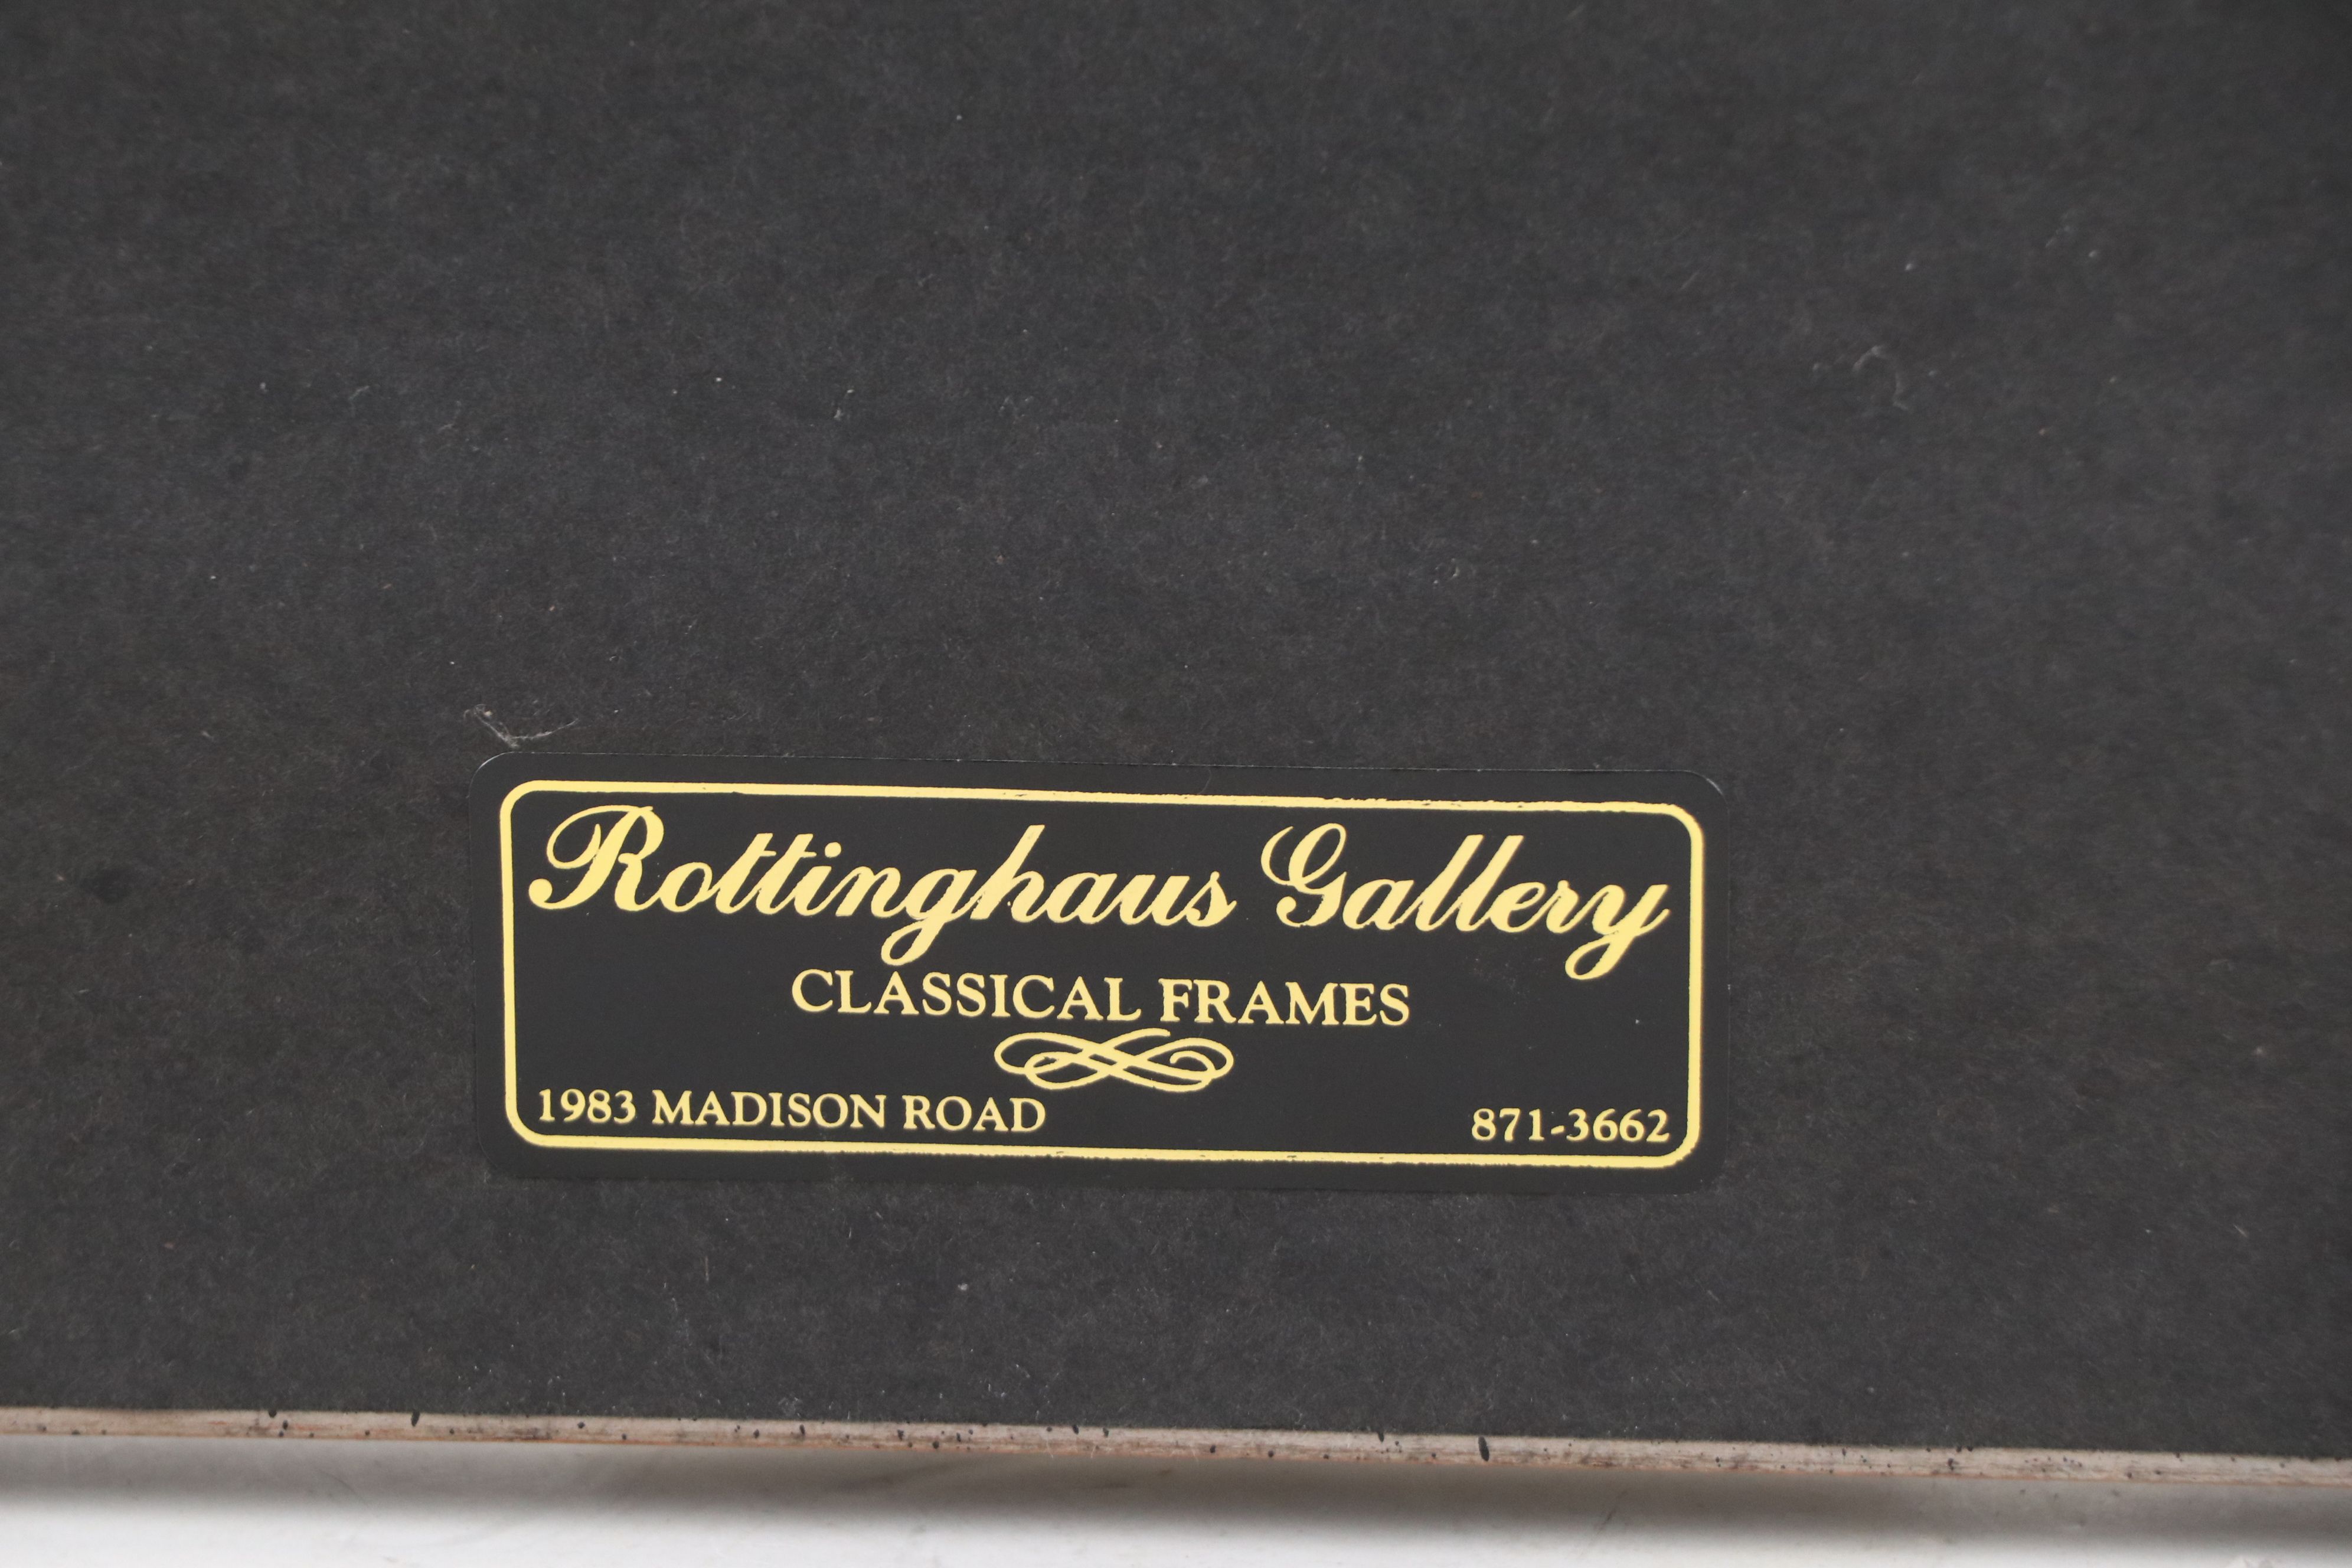 Rottinghaus Gallery
CLASSICAL FRAMES
1983 MADISON ROAD 871-3662